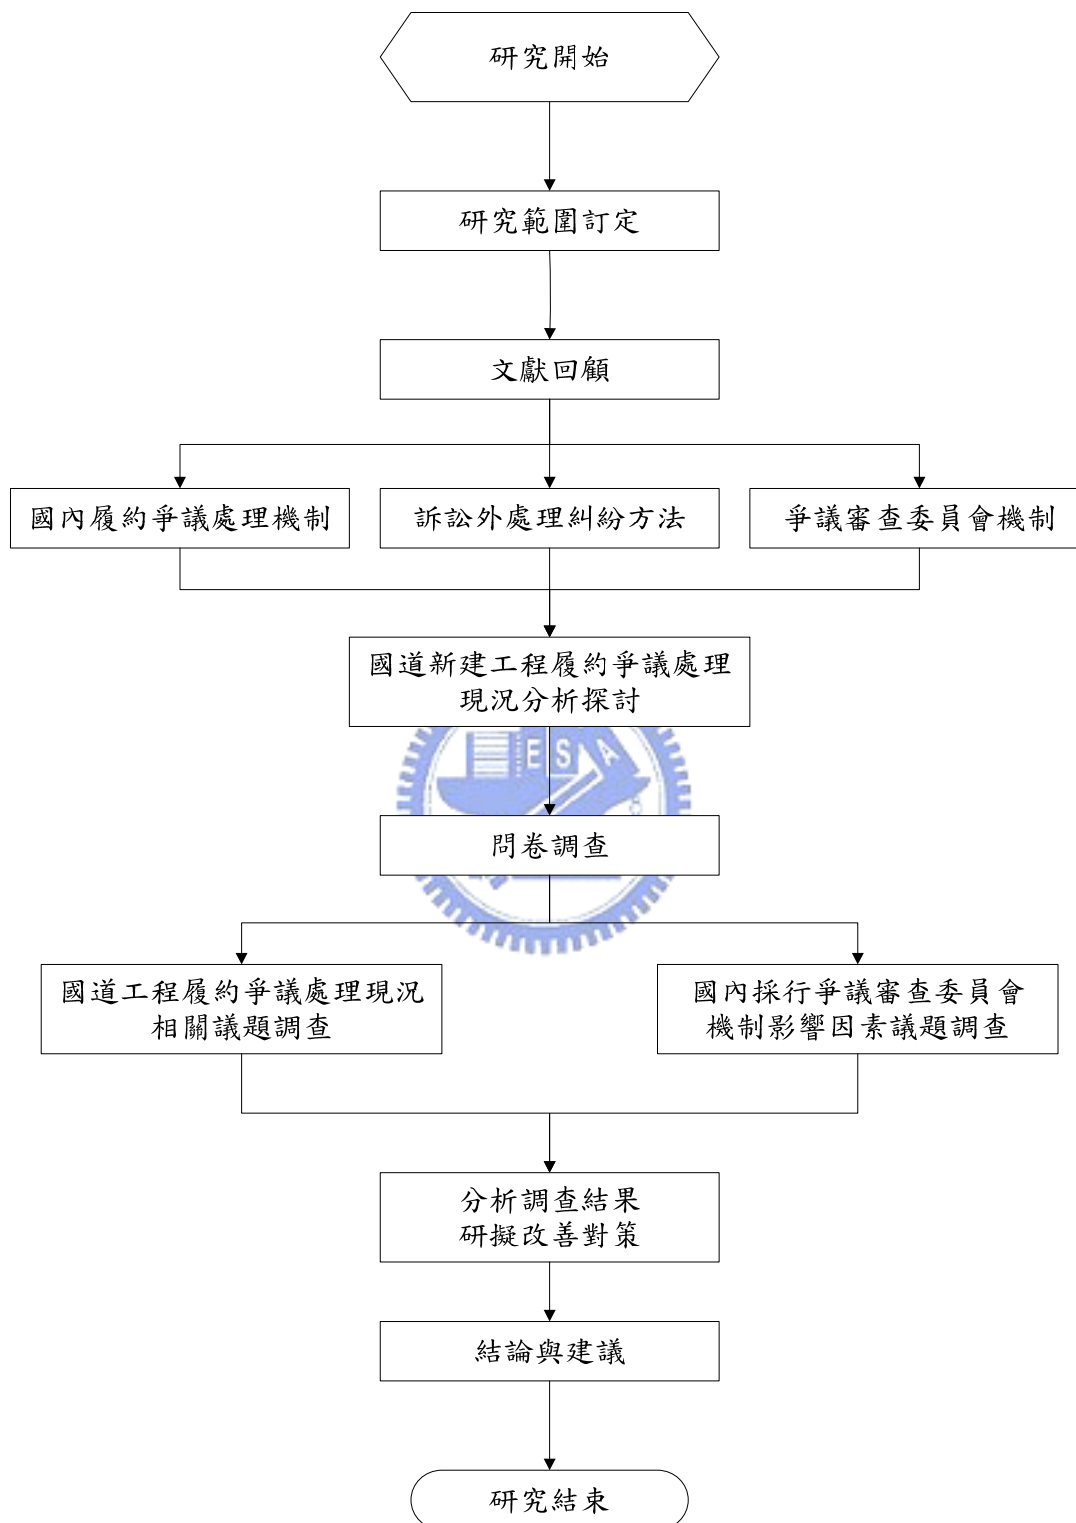 研究開始
研究範圍訂定
文獻回顧
國內履約爭議處理機制
訴訟外處理糾紛方法
爭議審查委員會機制
國道新建工程履約爭議處理
現況分析探討
ESA
問卷調查
國道工程履約爭議處理現況
相關議題調查
國內採行爭議審查委員會
機制影響因素議題調查
分析調查結果
研擬改善對策
結論與建議
研究結束